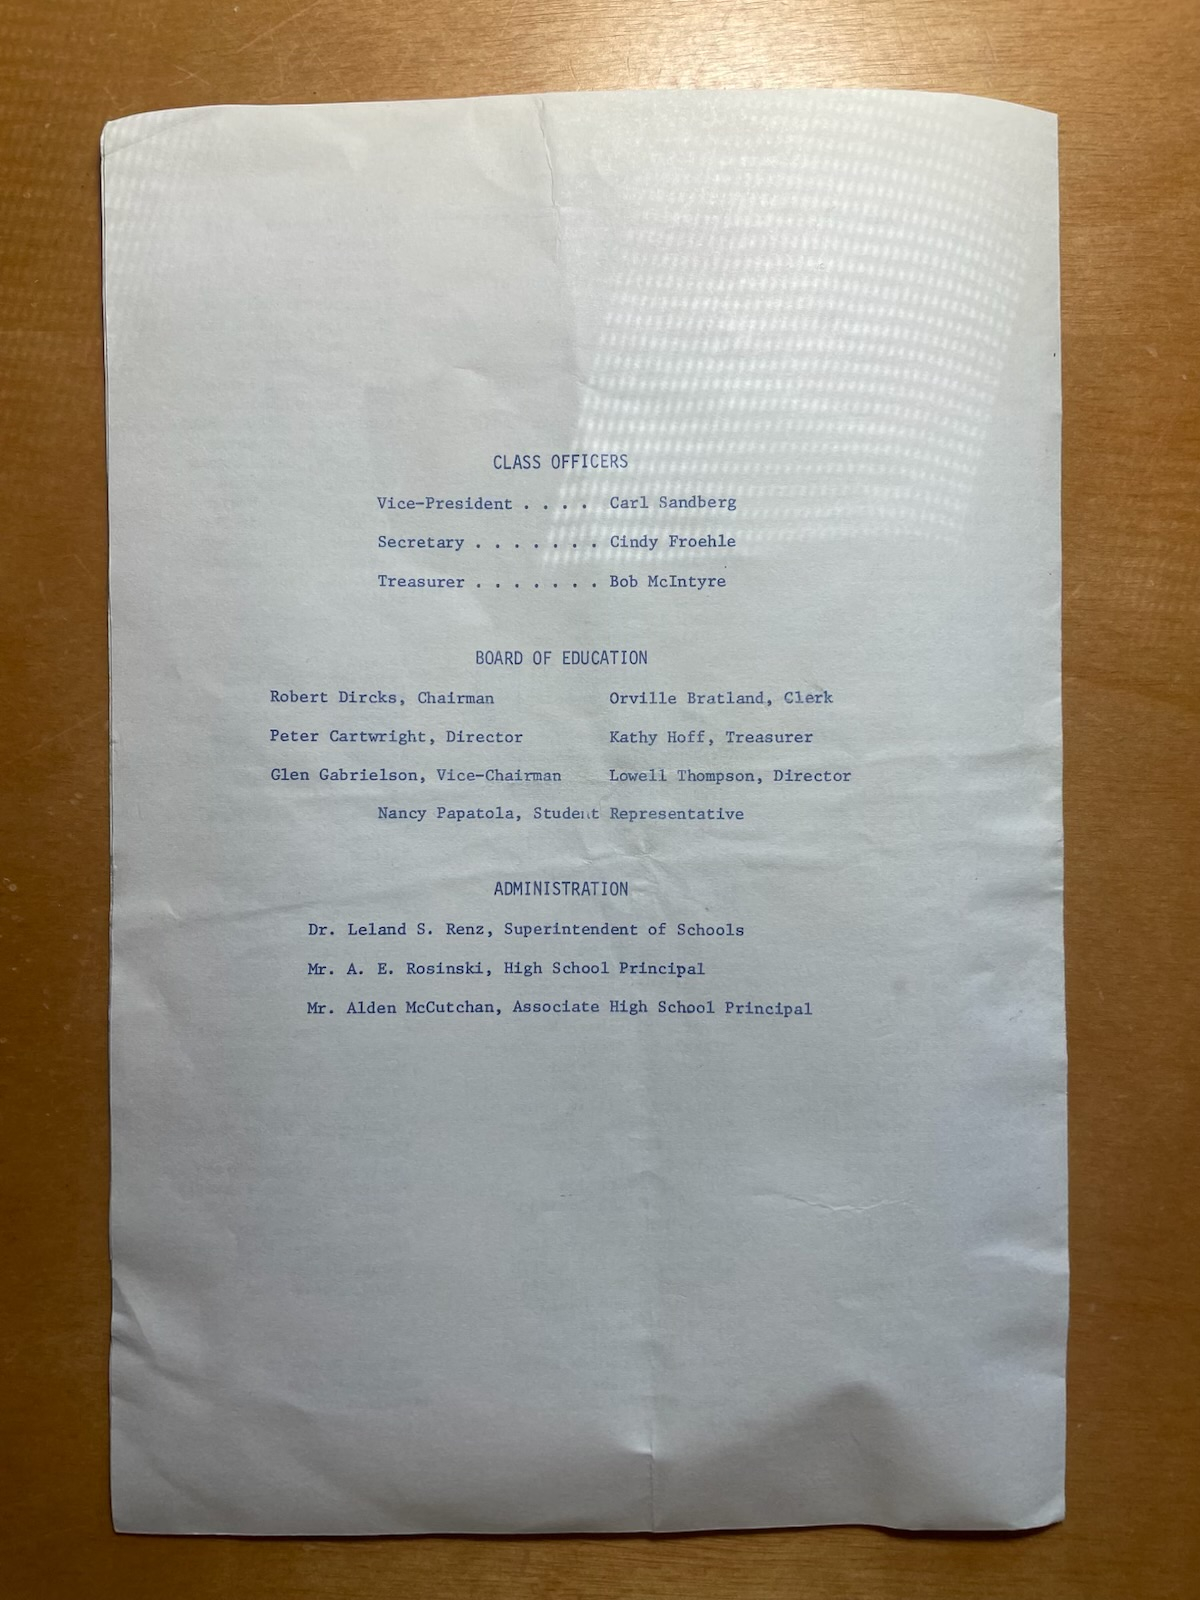 CLASS OFFICERS
Vice-President . . . . Carl Sandberg
Secretary . . . . . . . Cindy Froehle
Treasurer . . . . . . . Bob McIntyre
BOARD OF EDUCATION
Robert Dircks, Chairman Orville Bratland, Clerk
Peter Cartwright, Director Kathy Hoff, Treasurer
Glen Gabrielson, Vice-Chairman Lowell Thompson, Director
Nancy Papatola, Student Representative
ADMINISTRATION
Dr. Leland S. Renz, Superintendent of Schools
Mr. A. E. Rosinski, High School Principal
Mr. Alden McCutchan, Associate High School Principal